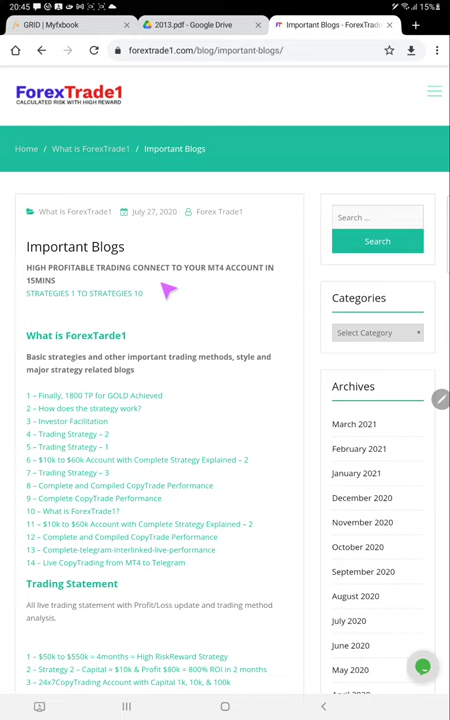 20:45
15%
GRID | Myfxbook
2013.pdf - Google Drive
Important Blogs - ForexTrade
forextrade1.com/blog/important-blogs/
ForexTrade1
CALCULATED RISK WITH HIGH REWARD
Home / What is ForexTrade1 / Important Blogs
What Is ForexTrade1
July 27, 2020
Forex Trade1
Important Blogs
HIGH PROFITABLE TRADING CONNECT TO YOUR MT4 ACCOUNT IN
15MINS
STRATEGIES 1 TO STRATEGIES 10
What is ForexTarde1
Basic strategies and other important trading methods, style and
major strategy related blogs
1 – Finally, 1800 TP for GOLD Achieved
2 – How does the strategy work?
3 – Investor Facilitation
4 – Trading Strategy – 2
5 – Trading Strategy – 1
6 – $10k to $60k Account with Complete Strategy Explained – 2
7 – Trading Strategy – 3
8 – Complete and Compiled CopyTrade Performance
9 – Complete CopyTrade Performance
10 – What is ForexTrade1?
11 – $10k to $60k Account with Complete Strategy Explained – 2
12 – Complete and Compiled CopyTrade Performance
13 – Complete-telegram-interlinked-live-performance
14 – Live CopyTrading from MT4 to Telegram
Trading Statement
All live trading statement with Profit/Loss update and trading method
analysis.
1 – $50k to $550k = 4months = High RiskReward Strategy
2 – Strategy 2 – Capital = $10k & Profit $80k = 800% ROI in 2 months
3 – 24x7CopyTrading Account with Capital 1k, 10k, & 100k
Search ...
Search
Categories
Select Category
Archives
March 2021
February 2021
January 2021
December 2020
November 2020
October 2020
September 2020
August 2020
July 2020
June 2020
May 2020
April 2020